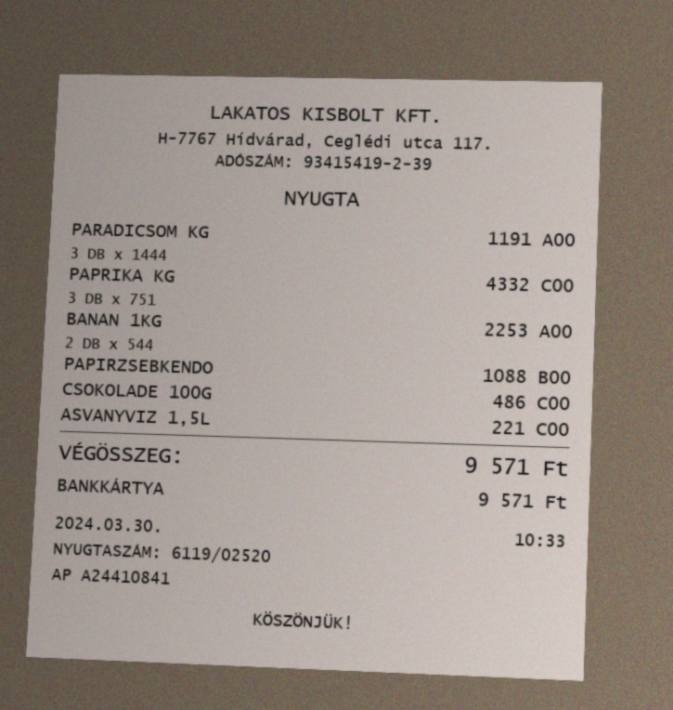 LAKATOS KISBOLT KFT.
H-7767 Hídvárad, Ceglédi utca 117.
ADÓSZÁM: 93415419-2-39
NYUGTA
PARADICSOM KG 1191 A00
3 DB x 1444
PAPRIKA KG 4332 C00
3 DB x 751
BANAN 1KG 2253 A00
2 DB x 544
PAPIRZSEBKENDO 1088 B00
CSOKOLADE 100G 486 C00
ASVANYVIZ 1,5L 221 C00
VÉGÖSSZEG: 9 571 Ft
BANKKÁRTYA 9 571 Ft
2024.03.30. 10:33
NYUGTASZÁM: 6119/02520
AP A24410841
KÖSZÖNJÜK!